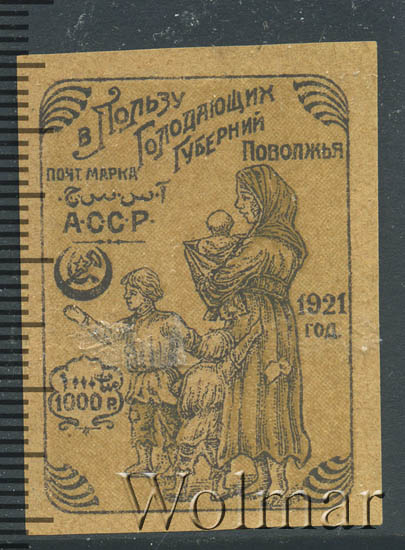 В ПОЛЬЗУ
ГОЛОДАЮЩИХ
ГУБЕРНИЙ
ПОВОЛЖЬЯ
ПОЧТ. МАРКА
А·С·С·Р·
1921
ГОД.
1000 Р.
Wolmar